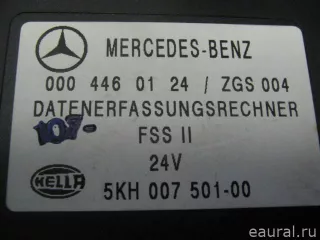 MERCEDES-BENZ
000 446 01 24 / ZGS 004
DATENERFASSUNGSRECHNER
107-
FSS II
24V
HELLA
5KH 007 501-00
eaural.ru